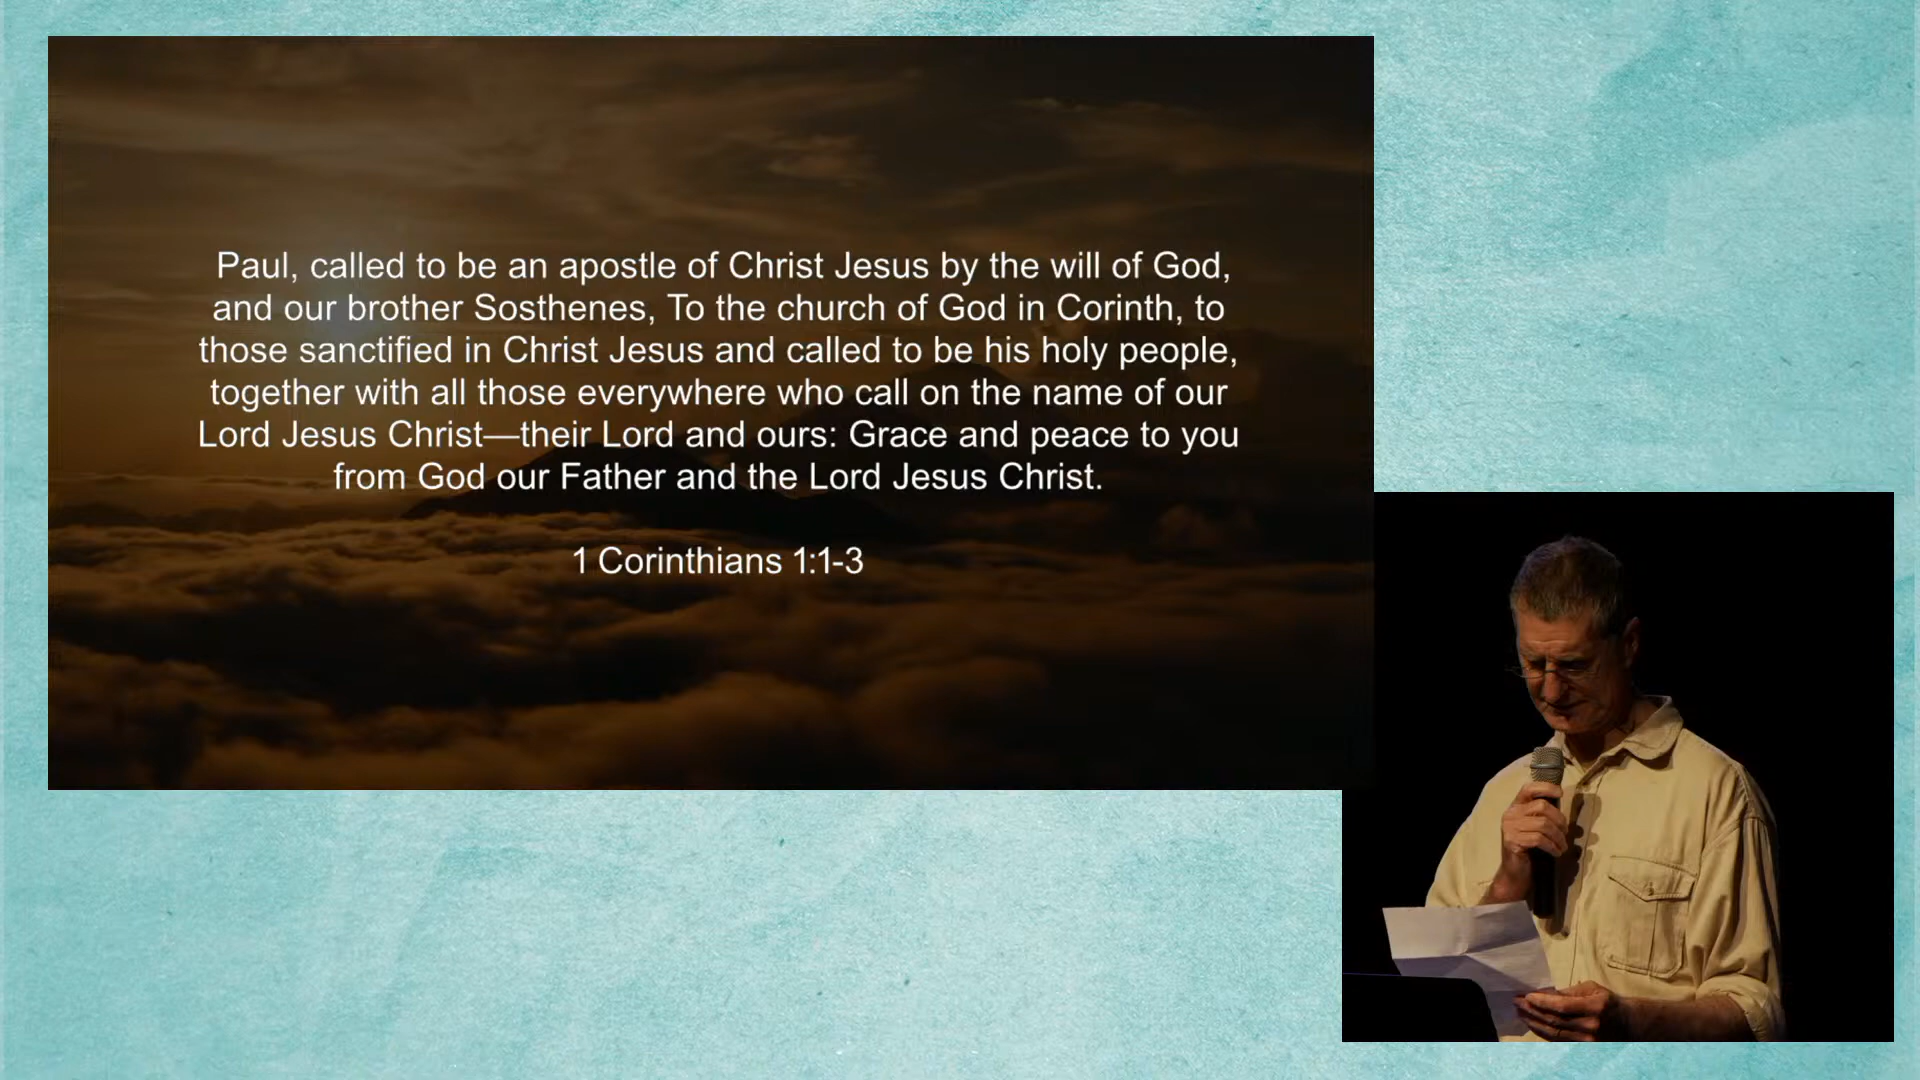 Paul, called to be an apostle of Christ Jesus by the will of God,
and our brother Sosthenes, To the church of God in Corinth, to
those sanctified in Christ Jesus and called to be his holy people,
together with all those everywhere who call on the name of our
Lord Jesus Christ—their Lord and ours: Grace and peace to you
from God our Father and the Lord Jesus Christ.
1 Corinthians 1:1-3